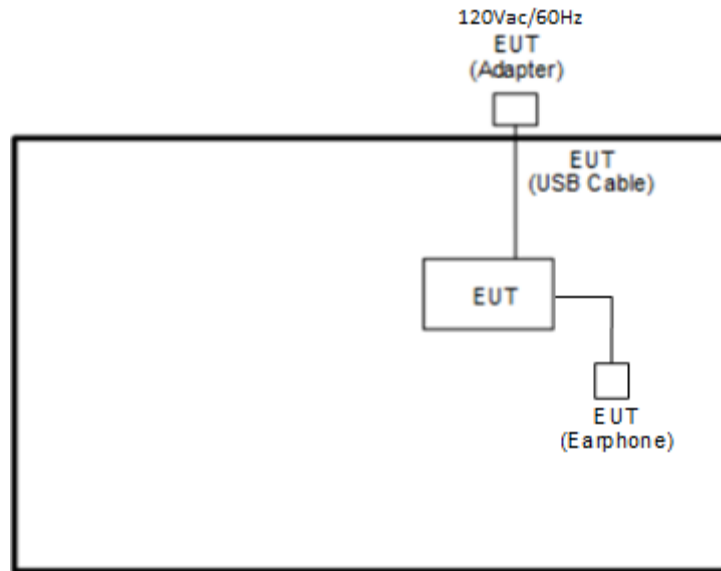 120Vac/60Hz
EUT
(Adapter)
EUT
(USB Cable)
EUT
EUT
(Earphone)